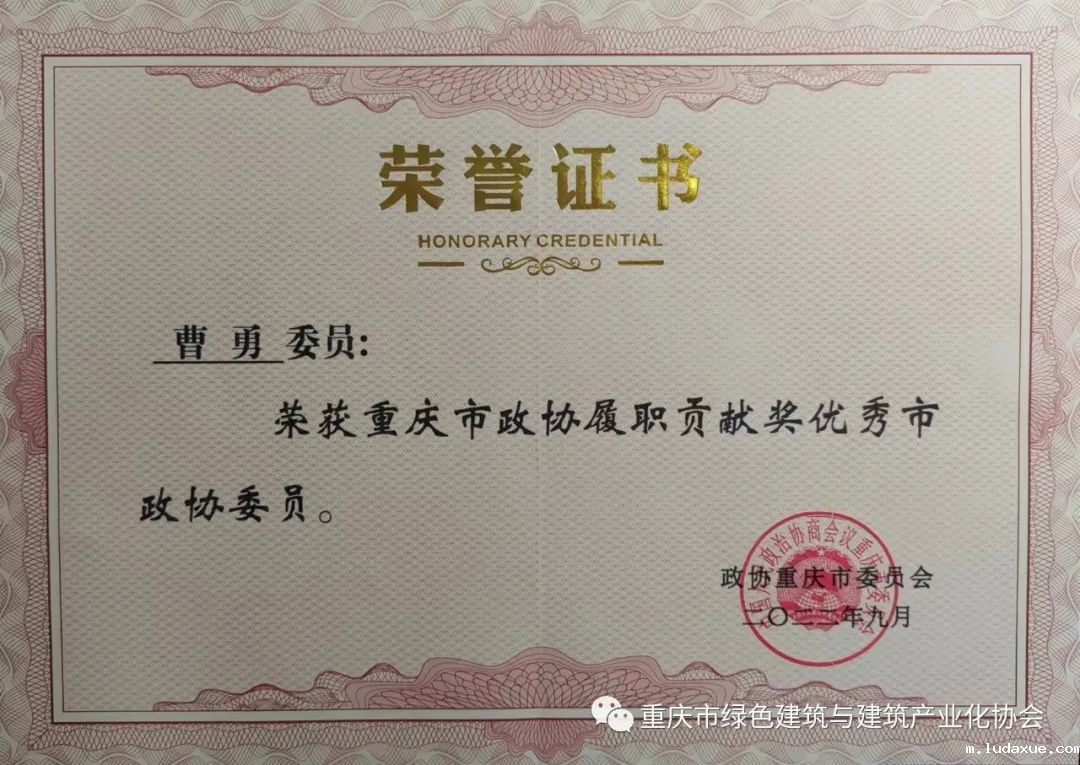 荣誉证书
HONORARY CREDENTIAL
曹勇委员:
荣获重庆市政协履职贡献奖优秀市
政协委员。
政协重庆市委员会
二〇二二年九月
重庆市绿色建筑与建筑产业化协会
m.ludaxue.com